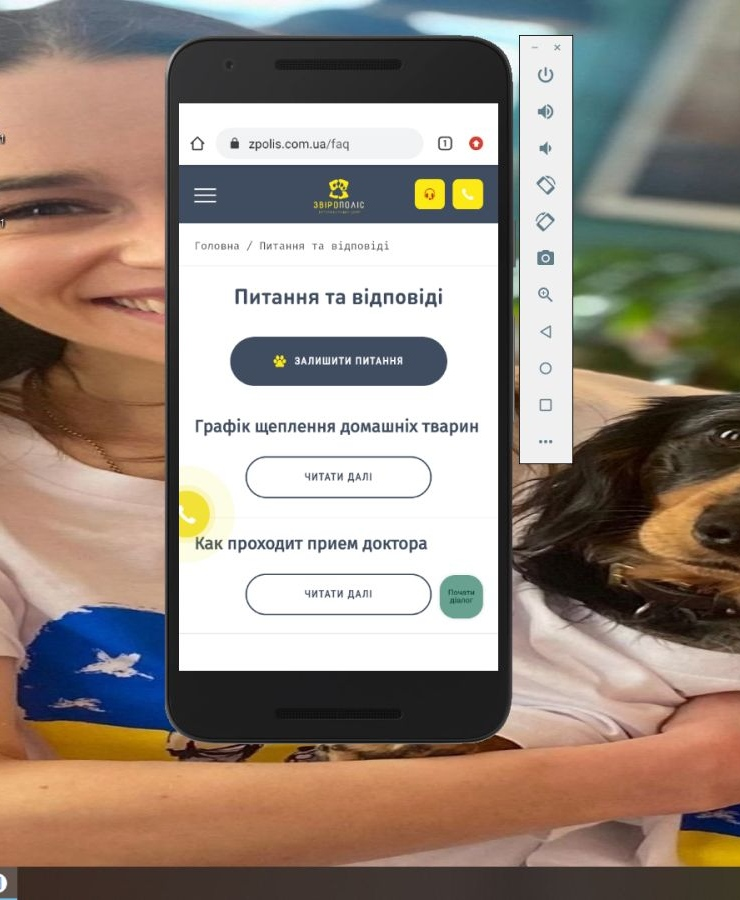 1
zpolis.com.ua/faq
ЗВІРОПОЛІС
Головна / Питання та відповіді
Питання та відповіді
ЗАЛИШИТИ ПИТАННЯ
Графік щеплення домашніх тварин
ЧИТАТИ ДАЛІ
Как проходит прием доктора
ЧИТАТИ ДАЛІ
Почати
діалог